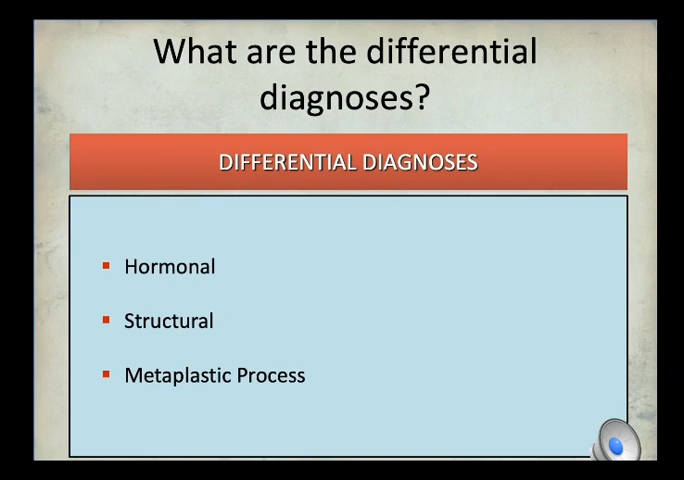 What are the differential
diagnoses?
DIFFERENTIAL DIAGNOSES
Hormonal
Structural
Metaplastic Process